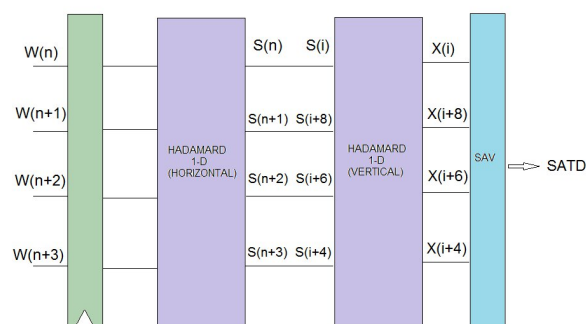 S(n) S(i) X(i)
W(n)
W(n+1) S(n+1) S(i+8) X(i+8)
HADAMARD
1-D
(HORIZONTAL)
HADAMARD
1-D
(VERTICAL)
SAV
SATD
W(n+2) S(n+2) S(i+6) X(i+6)
W(n+3) S(n+3) S(i+4) X(i+4)